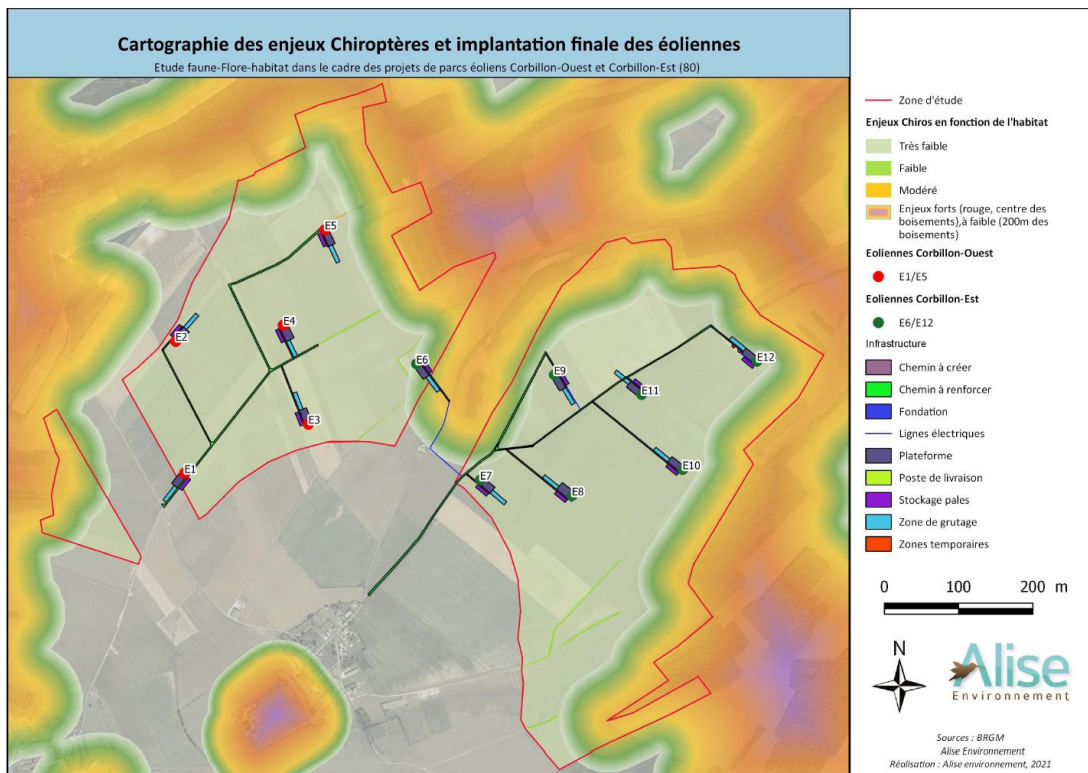 Cartographie des enjeux Chiroptères et implantation finale des éoliennes
Etude faune-Flore-habitat dans le cadre des projets de parcs éoliens Corbillon-Ouest et Corbillon-Est (80)
E5
E4
E2
E6
E12
E9
E11
E3
E10
E1
E7
E8
Zone d'étude
Enjeux Chiros en fonction de l'habitat
Très faible
Faible
Modéré
Enjeux forts (rouge, centre des
boisements),à faible (200m des
boisements)
Eoliennes Corbillon-Ouest
E1/E5
Eoliennes Corbillon-Est
E6/E12
Infrastructure
Chemin à créer
Chemin à renforcer
Fondation
Lignes électriques
Plateforme
Poste de livraison
Stockage pales
Zone de grutage
Zones temporaires
0 100 200 m
N
Alise
Environnement
Sources : BRGM
Alise Environnement
Réalisation : Alise environnement, 2021